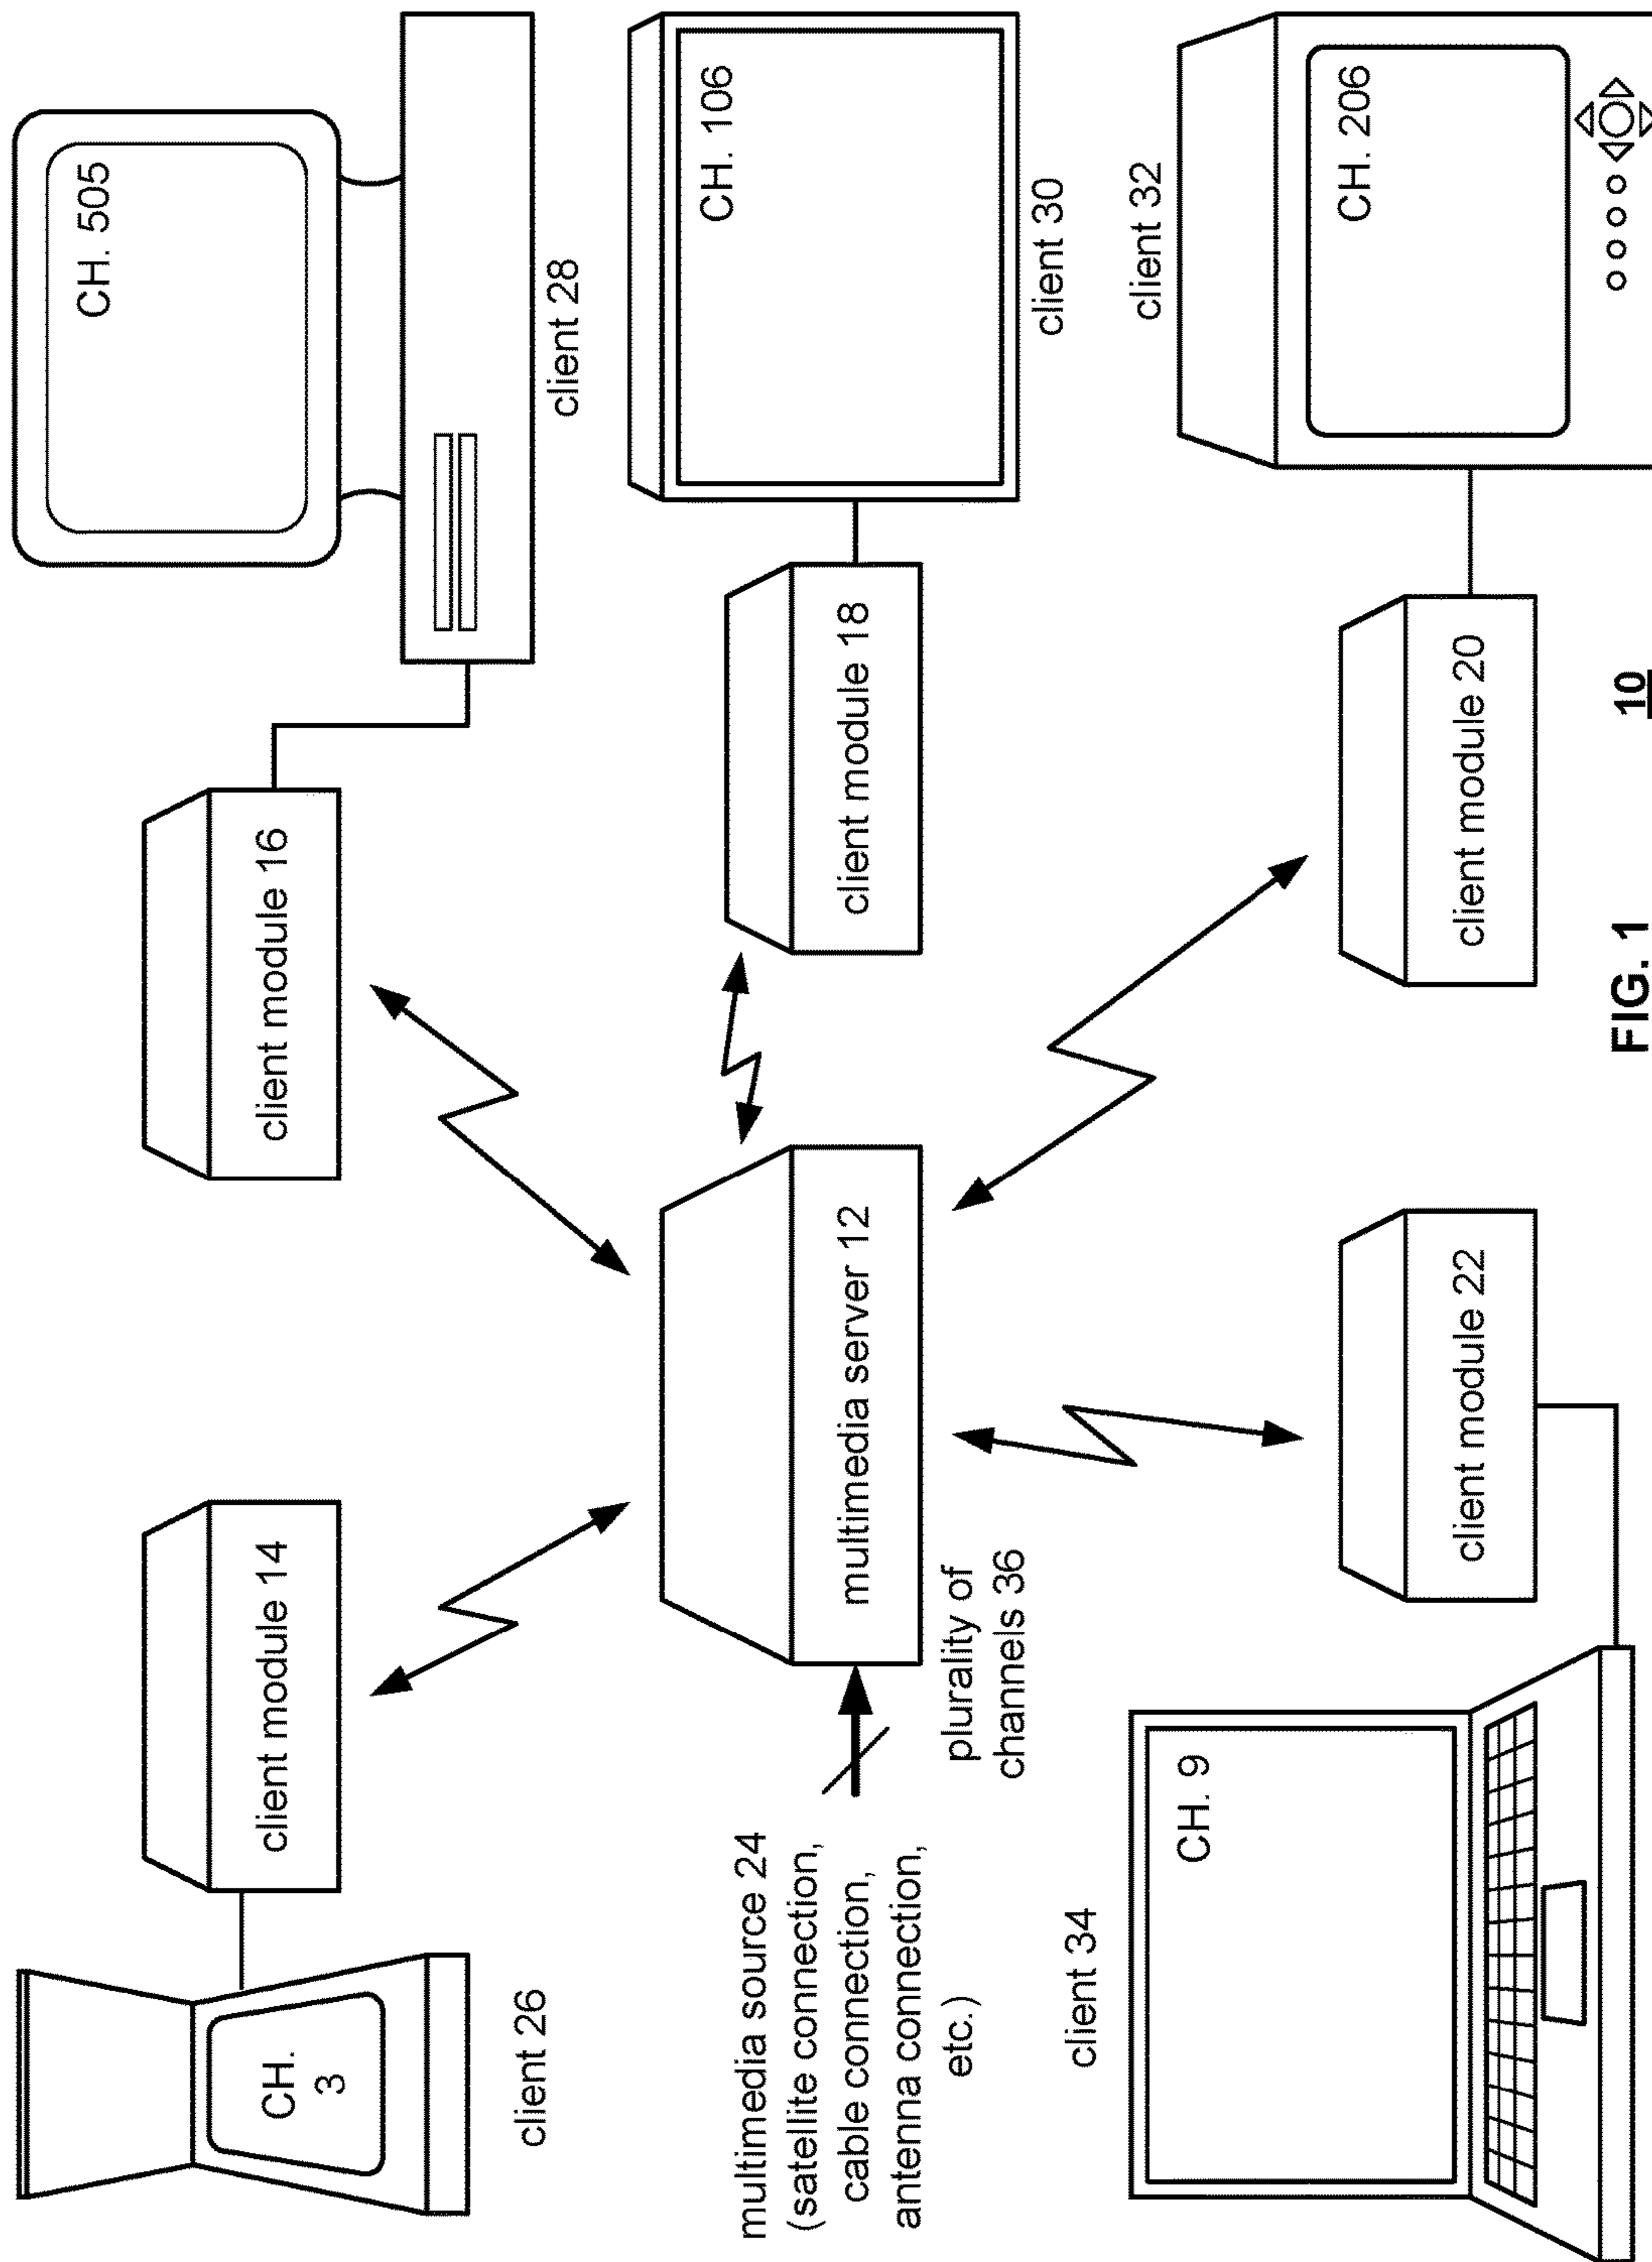 CH.
3
client 26
client module 14
client module 16
CH. 505
client 28
multimedia source 24
(satellite connection,
cable connection,
antenna connection,
etc.)
plurality of
channels 36
multimedia server 12
client module 18
CH. 106
client 30
client 34
CH. 9
client module 22
client module 20
client 32
CH. 206
FIG. 1
10